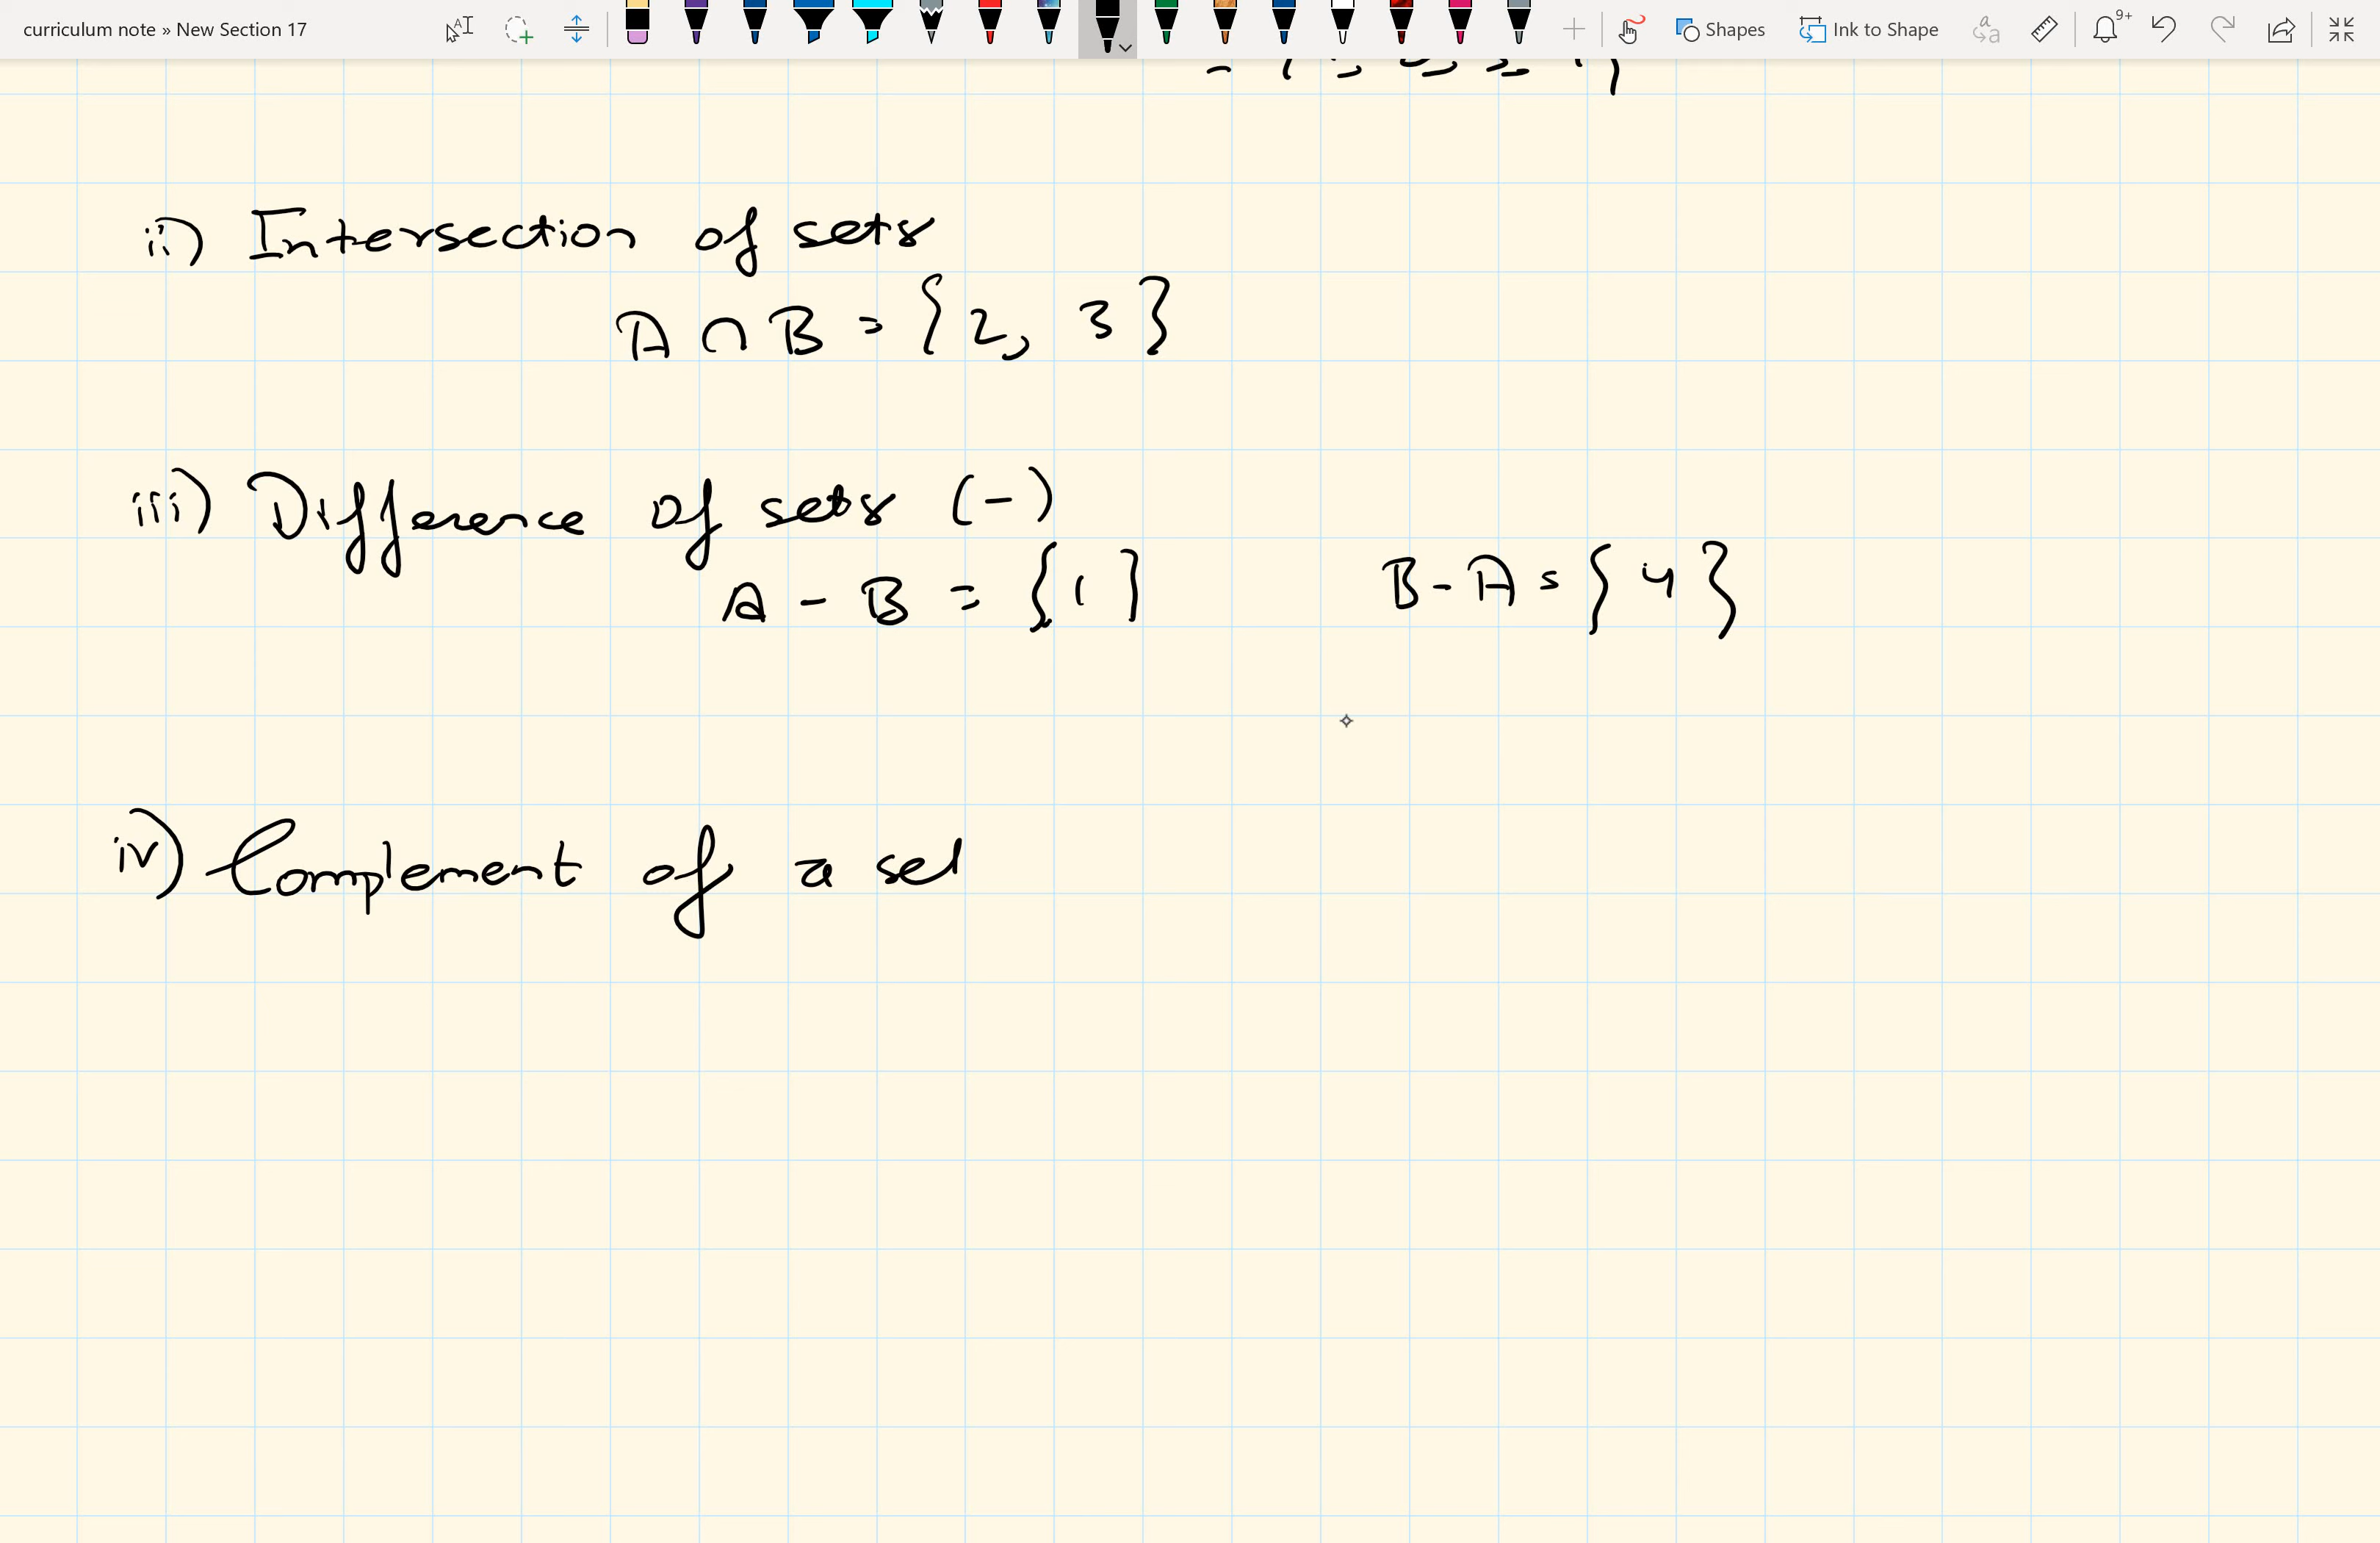 curriculum note » New Section 17
Shapes
Ink to Shape
9+
ii) Intersection of sets
A ∩ B = {2, 3}
iii) Difference of sets (-)
A - B = {1} B - A = {4}
iv) Complement of a set